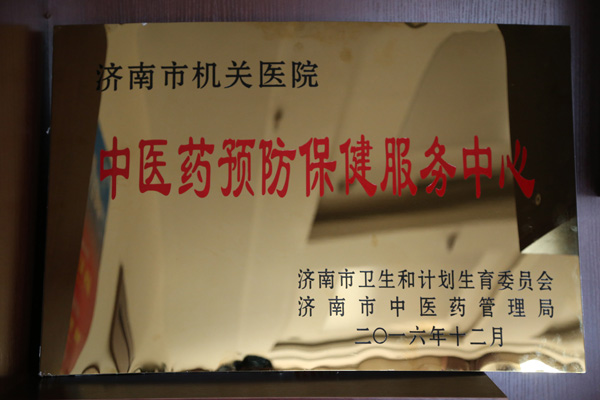 济南市机关医院
中医药预防保健服务中心
济南市卫生和计划生育委员会
济南市中医药管理局
二〇一六年十二月